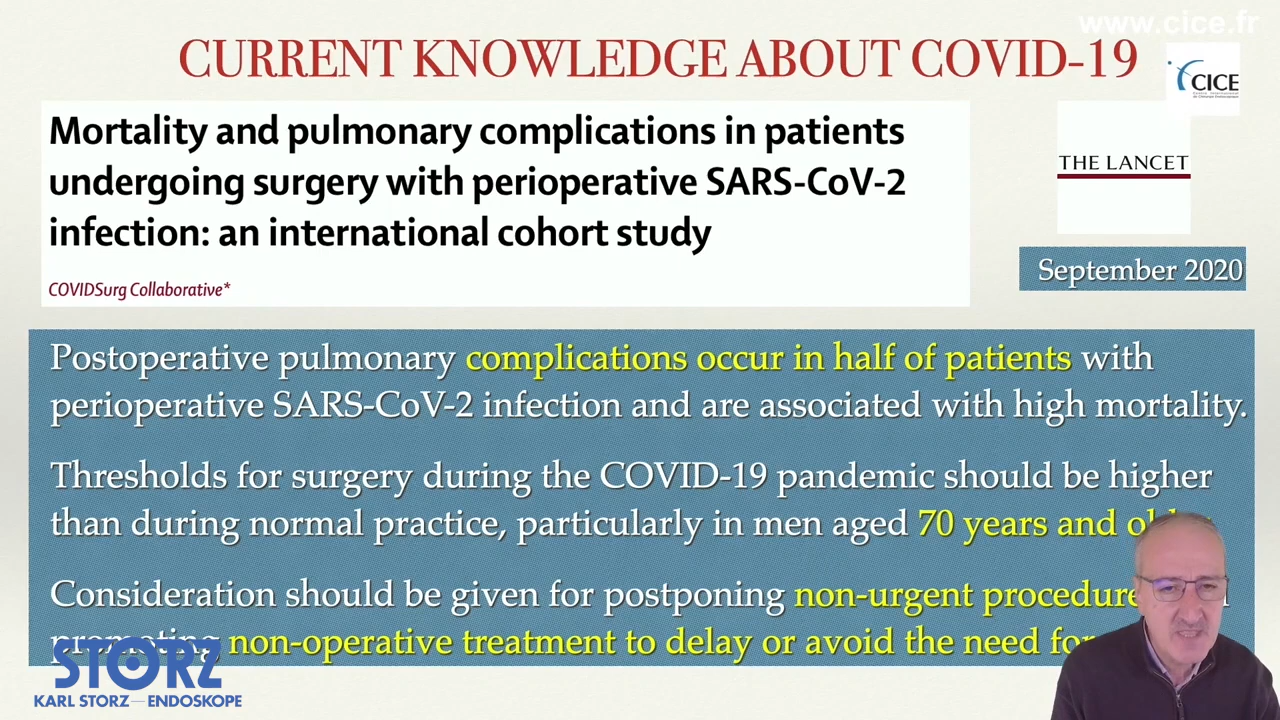 www.cice.fr
CURRENT KNOWLEDGE ABOUT COVID-19
CICE
Mortality and pulmonary complications in patients
undergoing surgery with perioperative SARS-CoV-2
infection: an international cohort study
COVIDSurg Collaborative*
THE LANCET
September 2020
Postoperative pulmonary complications occur in half of patients with
perioperative SARS-CoV-2 infection and are associated with high mortality.
Thresholds for surgery during the COVID-19 pandemic should be higher
than during normal practice, particularly in men aged 70 years and
Consideration should be given for postponing non-urgent
promoting non-operative treatment to delay or avoid the need for
STORZ
KARL STORZ—ENDOSKOPE